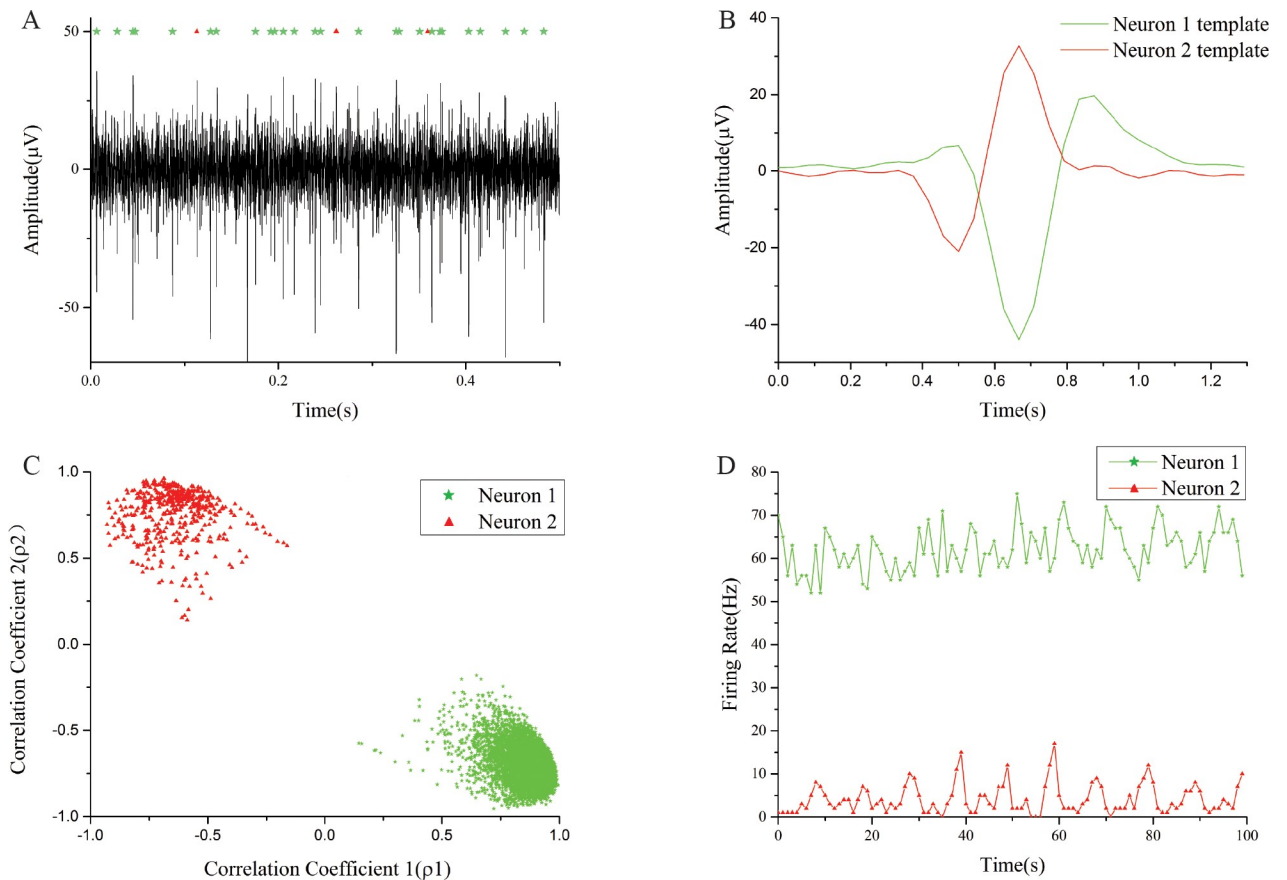 A
50
0
-50
Amplitude(µV)
0.0
0.2
0.4
Time(s)
B
Neuron 1 template
Neuron 2 template
40
20
0
-20
-40
Amplitude(µV)
0.0
0.2
0.4
0.6
0.8
1.0
1.2
Time(s)
C
1.0
0.5
0.0
-0.5
-1.0
Correlation Coefficient 2(ρ2)
Neuron 1
Neuron 2
-1.0
-0.5
0.0
0.5
1.0
Correlation Coefficient 1(ρ1)
D
Neuron 1
Neuron 2
80
70
60
50
40
30
20
10
0
Firing Rate(Hz)
0
20
40
60
80
100
Time(s)